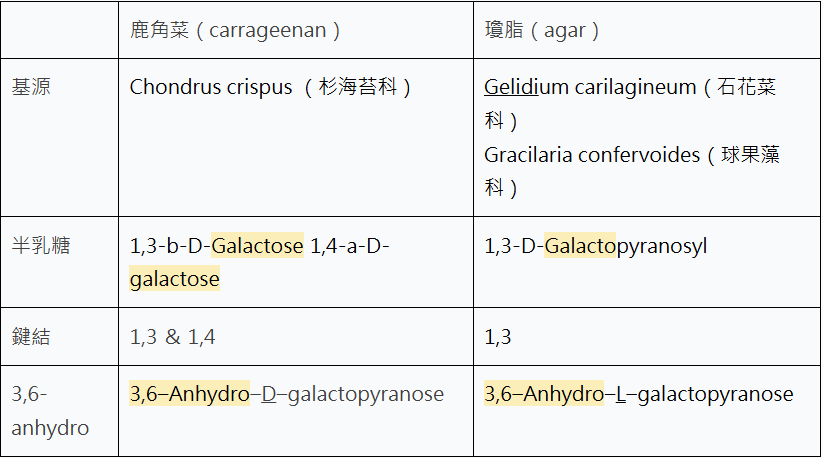 鹿角菜（carrageenan）
瓊脂（agar）
基源
Chondrus crispus （杉海苔科）
Gelidium carilagineum（石花菜
科）
Gracilaria confervoides（球果藻
科）
半乳糖
1,3-b-D-Galactose 1,4-a-D-
galactose
1,3-D-Galactopyranosyl
鍵結
1,3 & 1,4
1,3
3,6-
anhydro
3,6–Anhydro–D–galactopyranose
3,6–Anhydro–L–galactopyranose